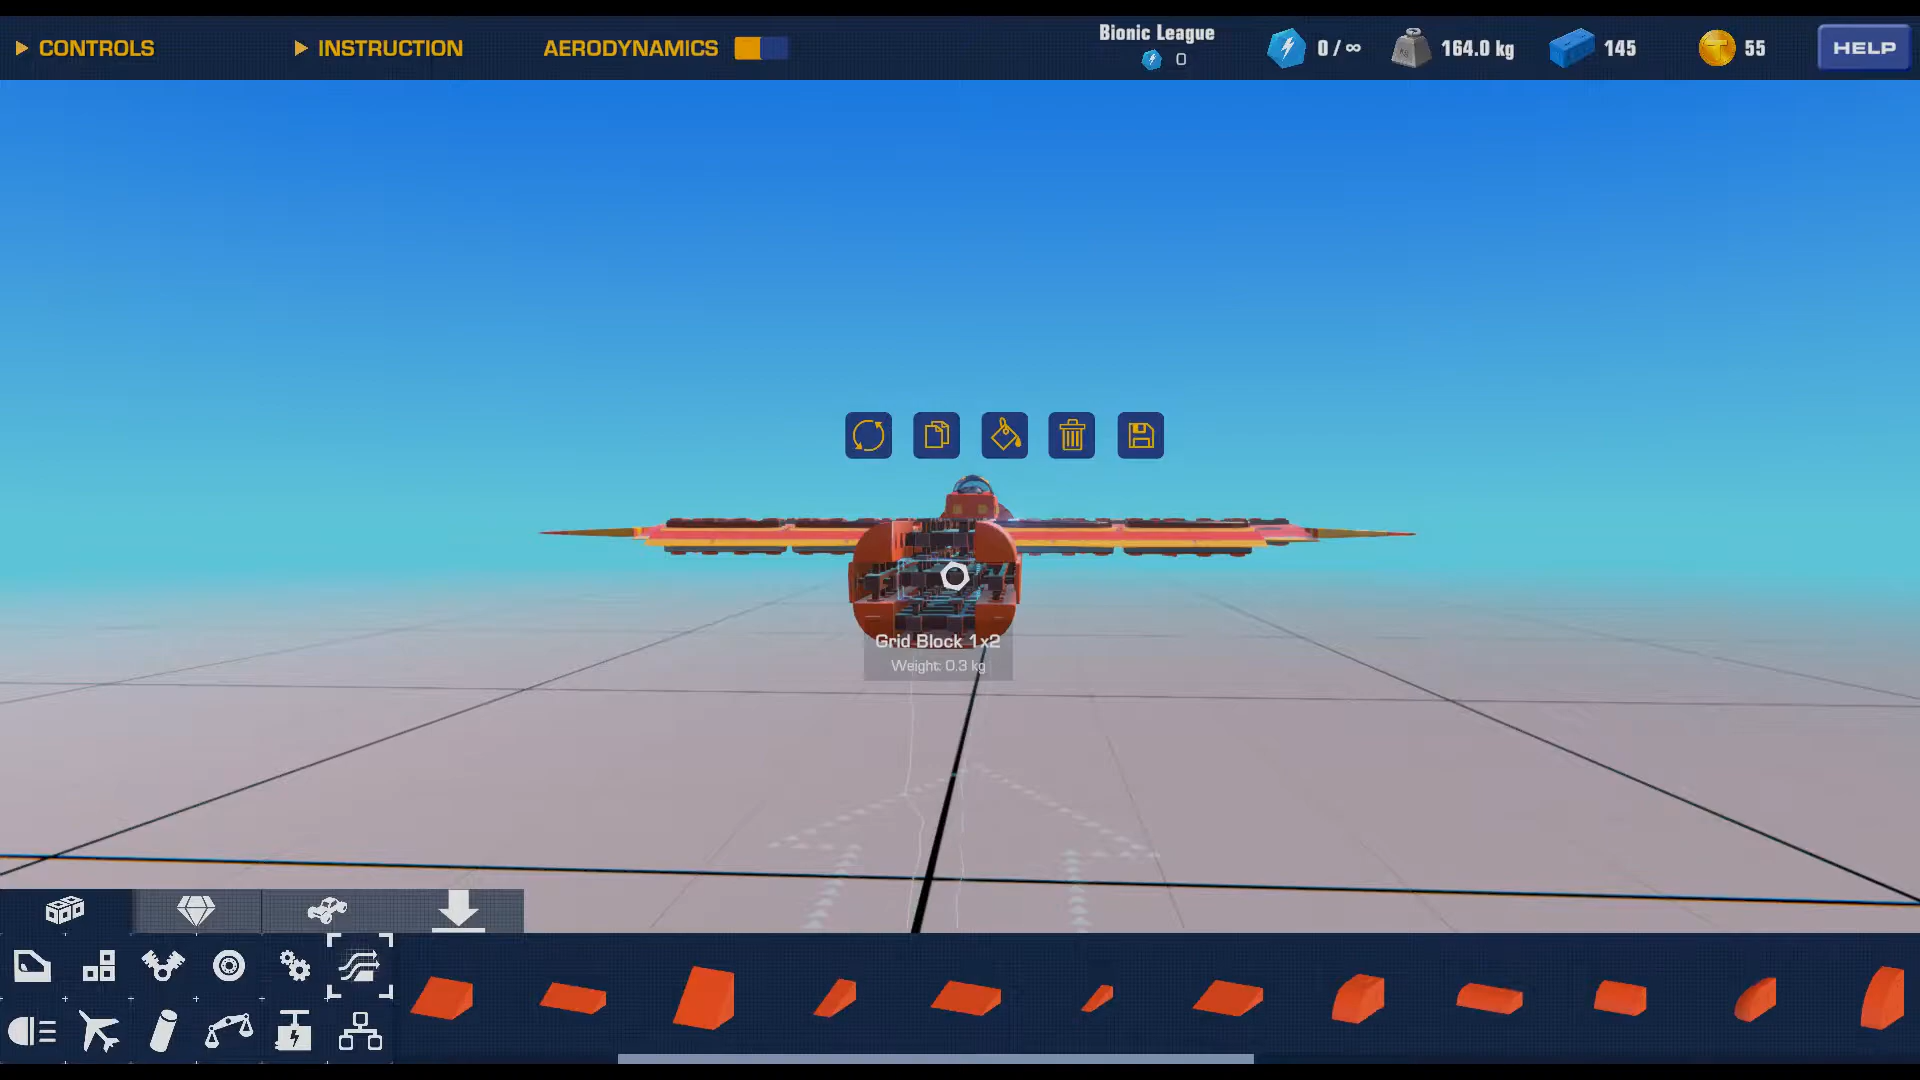 CONTROLS
INSTRUCTION
AERODYNAMICS
Bionic League
0
0 / ∞
164.0 kg
145
55
HELP
Grid Block 1x2
Weight: 0.3 kg